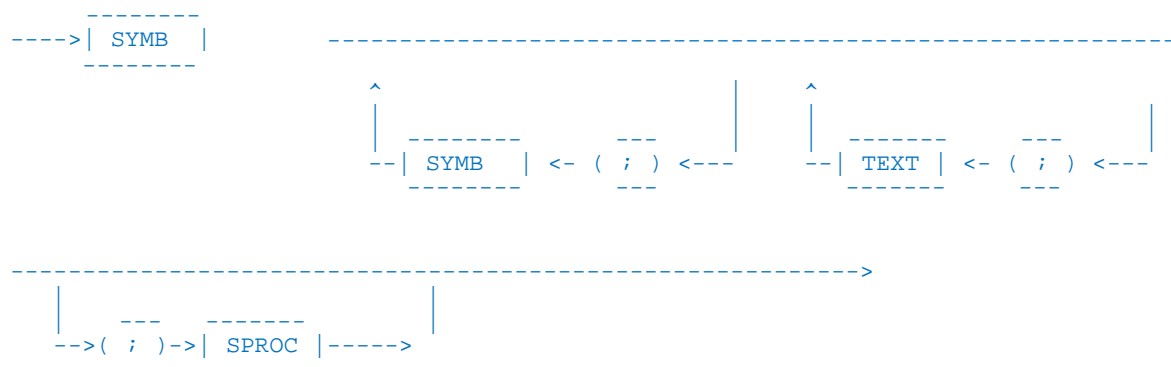 SYMB
SYMB <- ( ; ) <--- TEXT <- ( ; ) <---
-->( ; )->| SPROC |----->